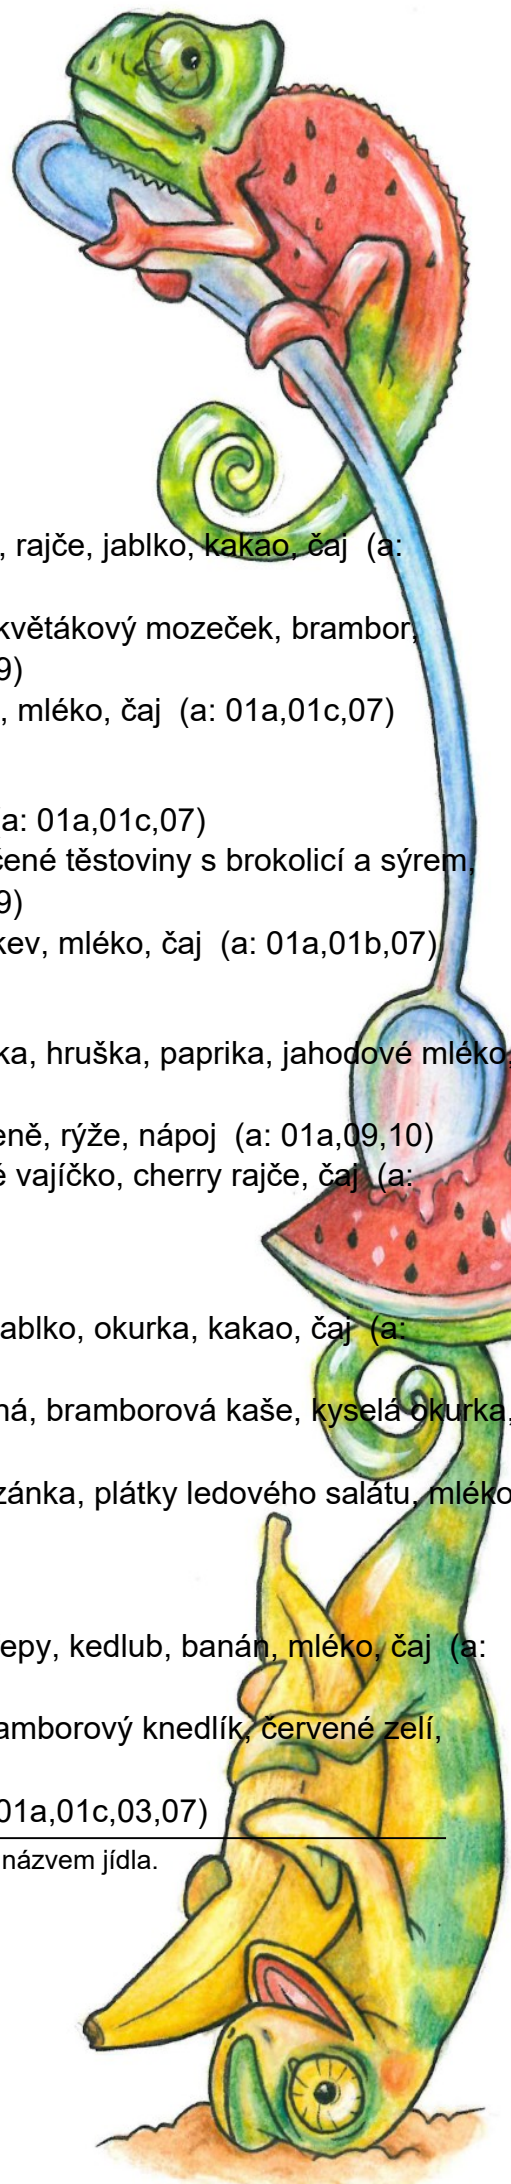 , rajče, jablko, kakao, čaj (a:
květákový mozeček, brambor,
9)
, mléko, čaj (a: 01a,01c,07)
a: 01a,01c,07)
čené těstoviny s brokolicí a sýrem,
9)
kev, mléko, čaj (a: 01a,01b,07)
ka, hruška, paprika, jahodové mléko,
eně, rýže, nápoj (a: 01a,09,10)
é vajíčko, cherry rajče, čaj (a:
ablko, okurka, kakao, čaj (a:
ná, bramborová kaše, kyselá okurka,
zánka, plátky ledového salátu, mléko
epy, kedlub, banán, mléko, čaj (a:
amborový knedlík, červené zelí,
01a,01c,03,07)
názvem jídla.